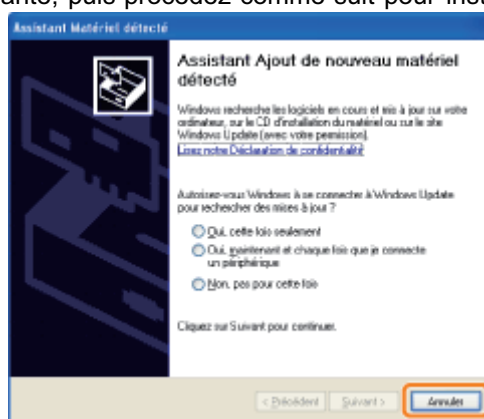 ante, puis procédez comme suit pour inst
Assistant Matériel détecté
Assistant Ajout de nouveau matériel
détecté
Windows recherche les logiciels en cours et mis à jour sur votre
ordinateur, sur le CD d'installation du matériel ou sur le site
Windows Update (avec votre permission).
Lisez notre Déclaration de confidentialité
Autorisez-vous Windows à se connecter à Windows Update
pour rechercher des mises à jour ?
Oui, cette fois seulement
Oui, maintenant et chaque fois que je connecte
un périphérique
Non, pas pour cette fois
Cliquez sur Suivant pour continuer.
< Précédent Suivant > Annuler